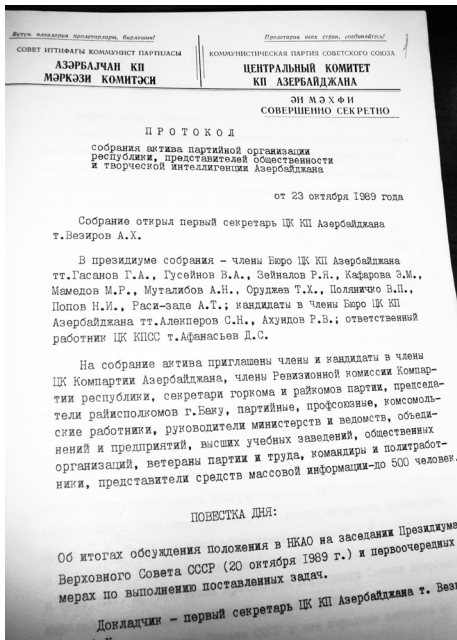 Бүтүн өлкәләрин пролетарлары, бирләшин!
Пролетарии всех стран, соединяйтесь!
СОВЕТ ИТТИФАГЫ КОММУНИСТ ПАРТИЈАСЫ
КОММУНИСТИЧЕСКАЯ ПАРТИЯ СОВЕТСКОГО СОЮЗА
АЗӘРБАЈЧАН КП
МӘРКӘЗИ КОМИТӘСИ
ЦЕНТРАЛЬНЫЙ КОМИТЕТ
КП АЗЕРБАЙДЖАНА
ӘН МӘХФИ
СОВЕРШЕННО СЕКРЕТНО
ПРОТОКОЛ
собрания актива партийной организации
республики, представителей общественности
и творческой интеллигенции Азербайджана
от 23 октября 1989 года
Собрание открыл первый секретарь ЦК КП Азербайджана
т.Везиров А.Х.
В президиуме собрания - члены Бюро ЦК КП Азербайджана
тт.Гасанов Г.А., Гусейнов В.А., Зейналов Р.Я., Кафарова Э.М.,
Мамедов М.Р., Муталибов А.Н., Оруджев Т.Х., Поляничко В.П.,
Попов Н.И., Раси-заде А.Т.; кандидаты в члены Бюро ЦК КП
Азербайджана тт.Алекперов С.Н., Ахундов Р.В.; ответственный
работник ЦК КПСС т.Афанасьев Д.С.
На собрание актива приглашены члены и кандидаты в члены
ЦК Компартии Азербайджана, члены Ревизионной комиссии Компар-
тии республики, секретари горкома и райкомов партии, председа-
тели райисполкомов г.Баку, партийные, профсоюзные, комсомоль-
ские работники, руководители министерств и ведомств, объеди-
нений и предприятий, высших учебных заведений, общественных
организаций, ветераны партии и труда, командиры и политработ-
ники, представители средств массовой информации-до 500 человек.
ПОВЕСТКА ДНЯ:
Об итогах обсуждения положения в НКАО на заседании Президиума
Верховного Совета СССР (20 октября 1989 г.) и первоочередных
мерах по выполнению поставленных задач.
Докладчик - первый секретарь ЦК КП Азербайджана т.